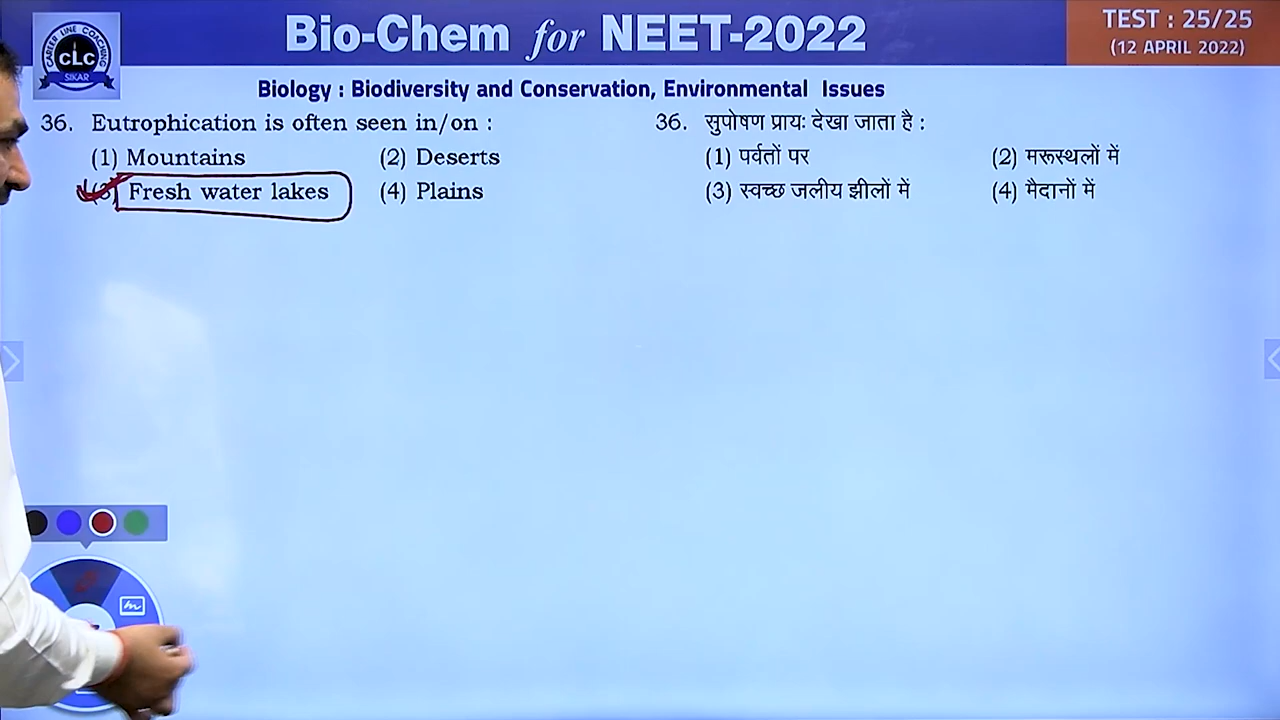 CAREER LINE COACHING
CLC
SIKAR
Bio-Chem for NEET-2022
TEST : 25/25
(12 APRIL 2022)
Biology : Biodiversity and Conservation, Environmental Issues
36. Eutrophication is often seen in/on :
(1) Mountains (2) Deserts
(3) Fresh water lakes (4) Plains
36. सुपोषण प्रायः देखा जाता है :
(1) पर्वतों पर (2) मरूस्थलों में
(3) स्वच्छ जलीय झीलों में (4) मैदानों में